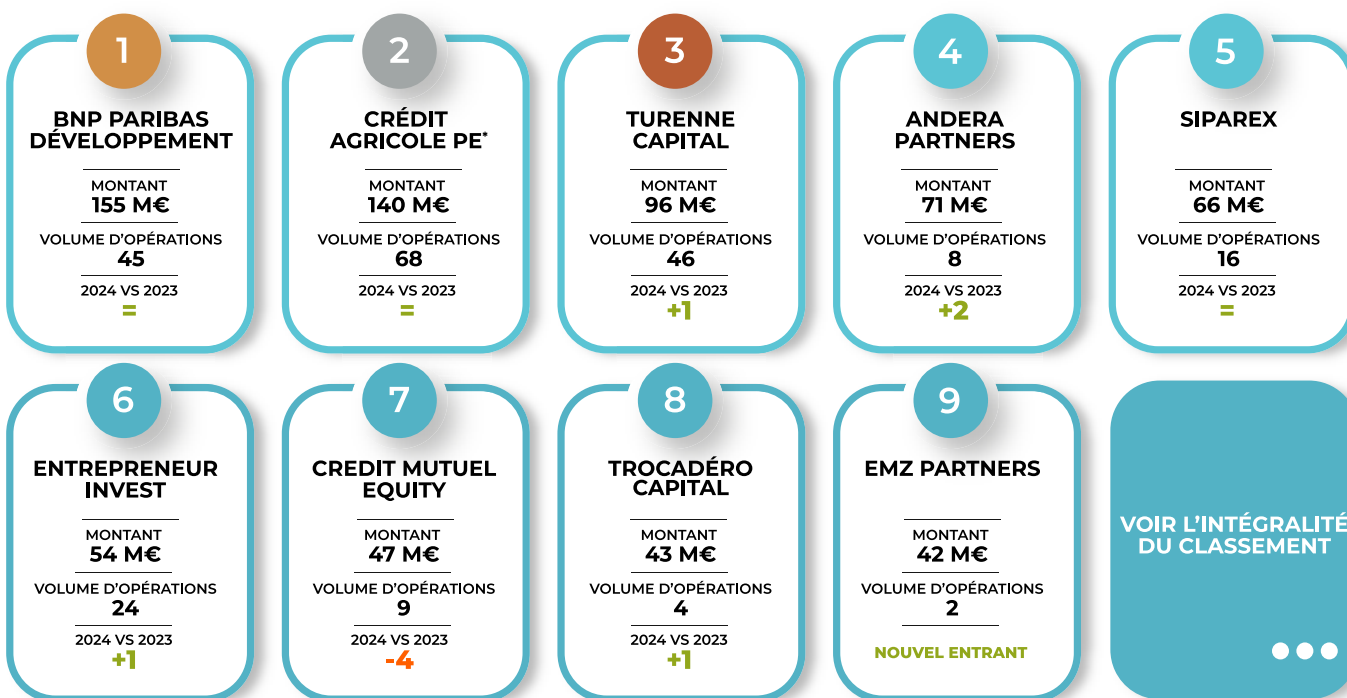 1
BNP PARIBAS
DÉVELOPPEMENT
MONTANT
155 M€
VOLUME D'OPÉRATIONS
45
2024 VS 2023
=
2
CRÉDIT
AGRICOLE PE*
MONTANT
140 M€
VOLUME D'OPÉRATIONS
68
2024 VS 2023
=
3
TURENNE
CAPITAL
MONTANT
96 M€
VOLUME D'OPÉRATIONS
46
2024 VS 2023
+1
4
ANDERA
PARTNERS
MONTANT
71 M€
VOLUME D'OPÉRATIONS
8
2024 VS 2023
+2
5
SIPAREX
MONTANT
66 M€
VOLUME D'OPÉRATIONS
16
2024 VS 2023
=
6
ENTREPRENEUR
INVEST
MONTANT
54 M€
VOLUME D'OPÉRATIONS
24
2024 VS 2023
+1
7
CREDIT MUTUEL
EQUITY
MONTANT
47 M€
VOLUME D'OPÉRATIONS
9
2024 VS 2023
-4
8
TROCADÉRO
CAPITAL
MONTANT
43 M€
VOLUME D'OPÉRATIONS
4
2024 VS 2023
+1
9
EMZ PARTNERS
MONTANT
42 M€
VOLUME D'OPÉRATIONS
2
NOUVEL ENTRANT
VOIR L'INTÉGRALITÉ
DU CLASSEMENT